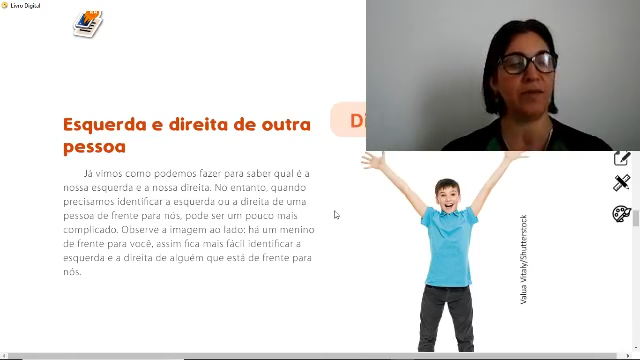 Livro Digital
Esquerda e direita de outra
pessoa
Di
Já vimos como podemos fazer para saber qual é a
nossa esquerda e a nossa direita. No entanto, quando
precisamos identificar a esquerda ou a direita de uma
pessoa de frente para nós, pode ser um pouco mais
complicado. Observe a imagem ao lado: há um menino
de frente para você, assim fica mais fácil identificar a
esquerda e a direita de alguém que está de frente para
nós.
Valua Vitaly/Shutterstock